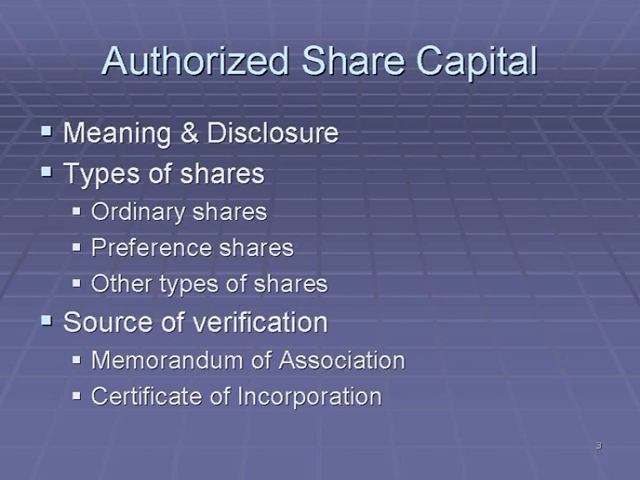 Authorized Share Capital
Meaning & Disclosure
Types of shares
Ordinary shares
Preference shares
Other types of shares
Source of verification
Memorandum of Association
Certificate of Incorporation
3